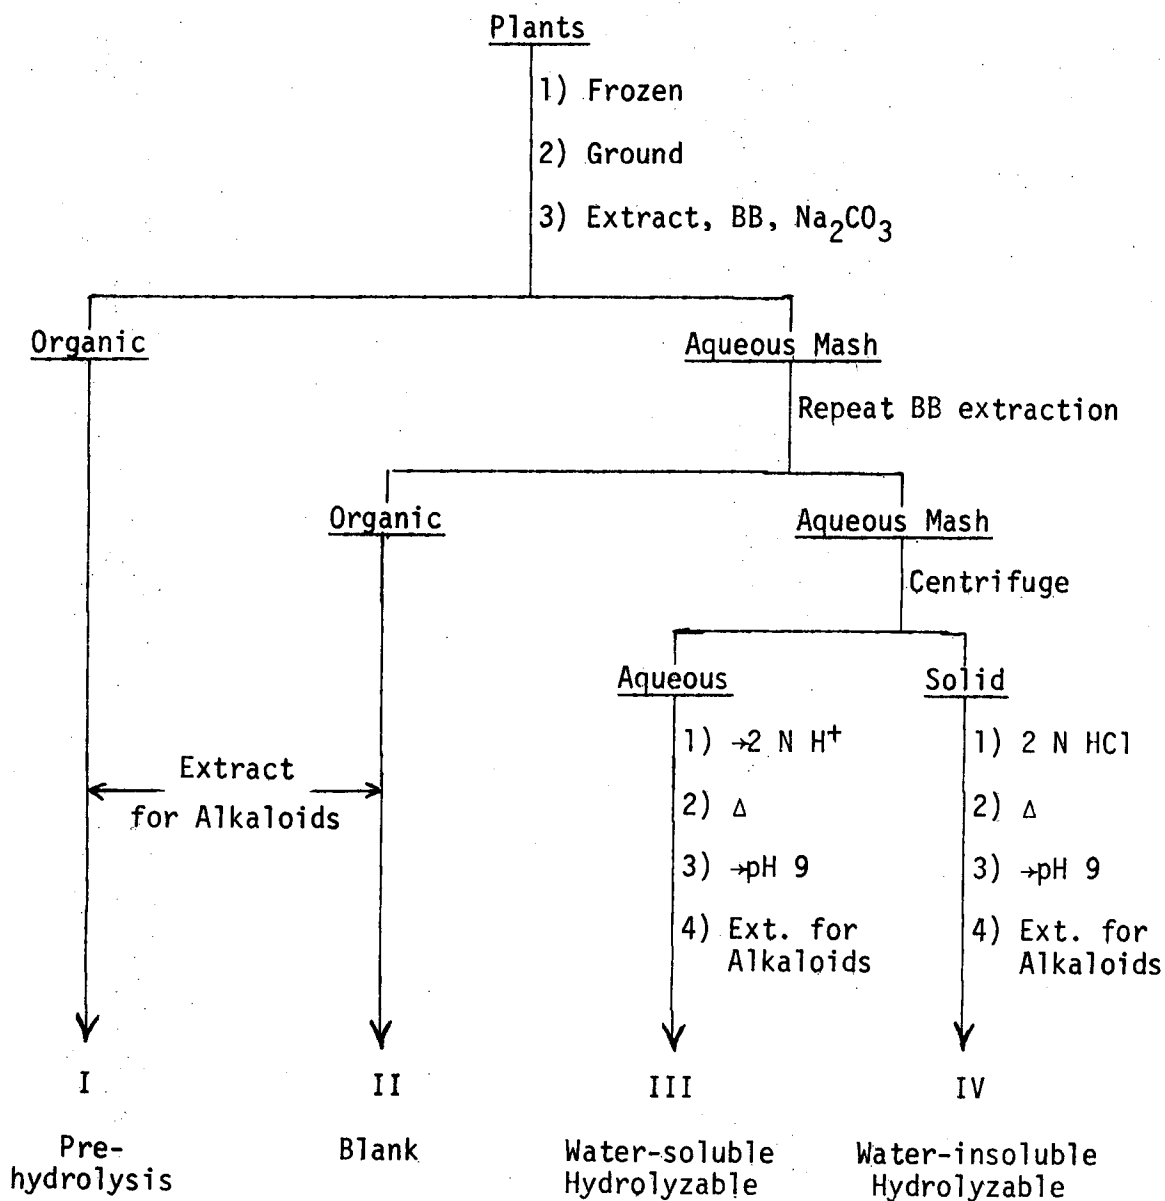 Plants
1) Frozen
2) Ground
3) Extract, BB, Na₂CO₃
Organic
Aqueous Mash
Repeat BB extraction
Organic
Aqueous Mash
Centrifuge
Aqueous
Solid
1) →2 N H⁺
2) Δ
3) →pH 9
4) Ext. for
Alkaloids
1) 2 N HCl
2) Δ
3) →pH 9
4) Ext. for
Alkaloids
Extract
for Alkaloids
I
Pre-
hydrolysis
II
Blank
III
Water-soluble
Hydrolyzable
IV
Water-insoluble
Hydrolyzable